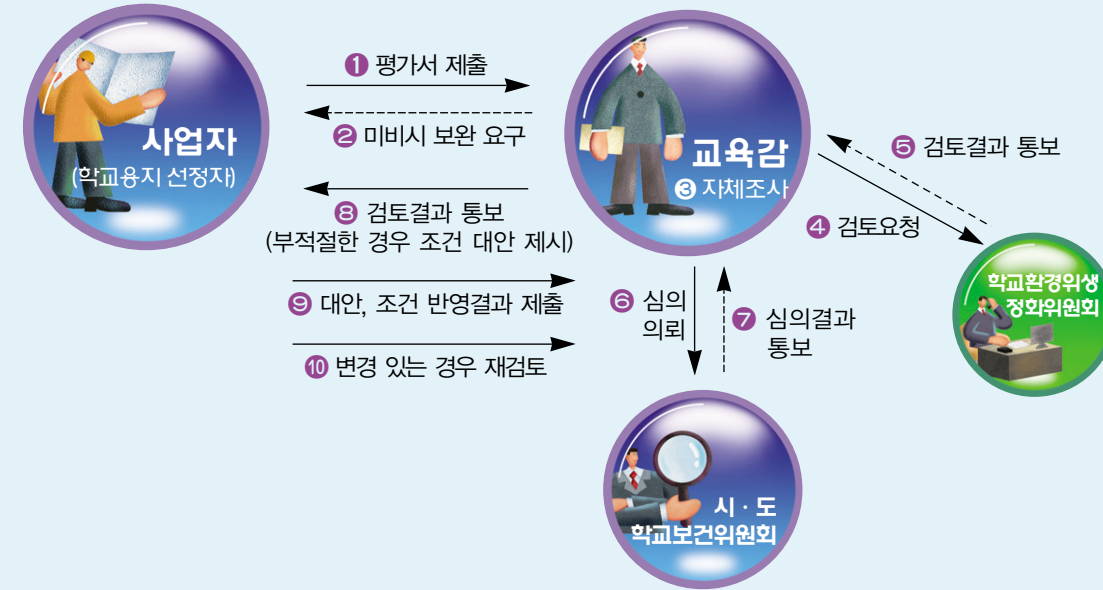 ❶ 평가서 제출
❷ 미비시 보완 요구
사업자
(학교용지 선정자)
교육감
❸ 자체조사
❺ 검토결과 통보
❹ 검토요청
❽ 검토결과 통보
(부적절한 경우 조건 대안 제시)
❾ 대안, 조건 반영결과 제출
❿ 변경 있는 경우 재검토
❻ 심의
의뢰
❼ 심의결과
통보
학교환경위생
정화위원회
시·도
학교보건위원회